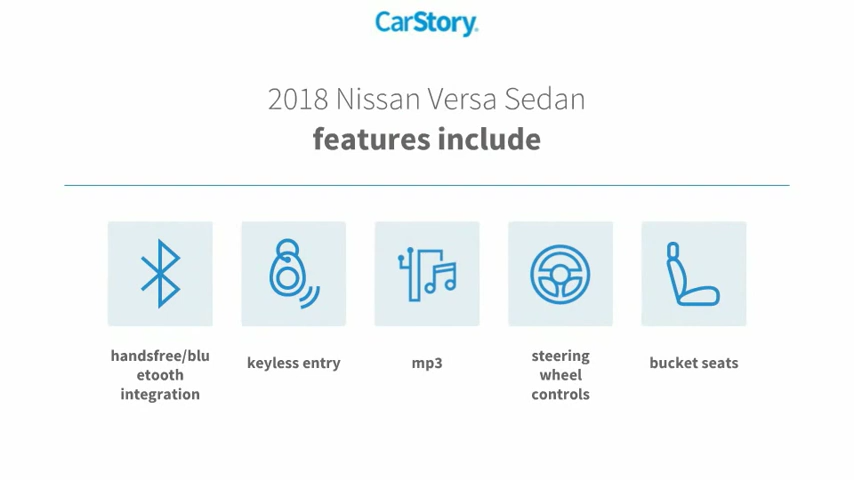 CarStory.
2018 Nissan Versa Sedan
features include
handsfree/blu
etooth
integration
keyless entry
mp3
steering
wheel
controls
bucket seats